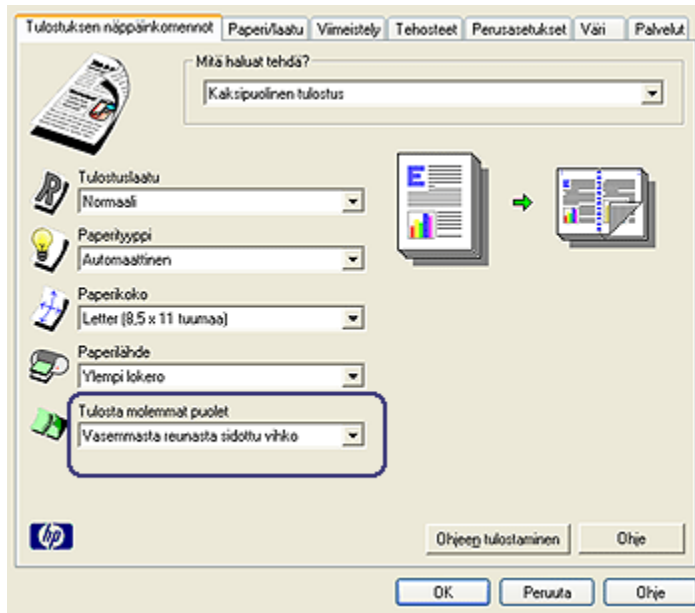 Tulostuksen näppäinkomennot Paperi/laatu Viimeistely Tehosteet Perusasetukset Väri Palvelut
Mitä haluat tehdä?
Kaksipuolinen tulostus
Tulostuslaatu
Normaali
Paperityyppi
Automaattinen
Paperikoko
Letter (8,5 x 11 tuumaa)
Paperilähde
Ylempi lokero
Tulosta molemmat puolet
Vasemmasta reunasta sidottu vihko
E
E
hp
Ohjeen tulostaminen Ohje
OK Peruuta Ohje